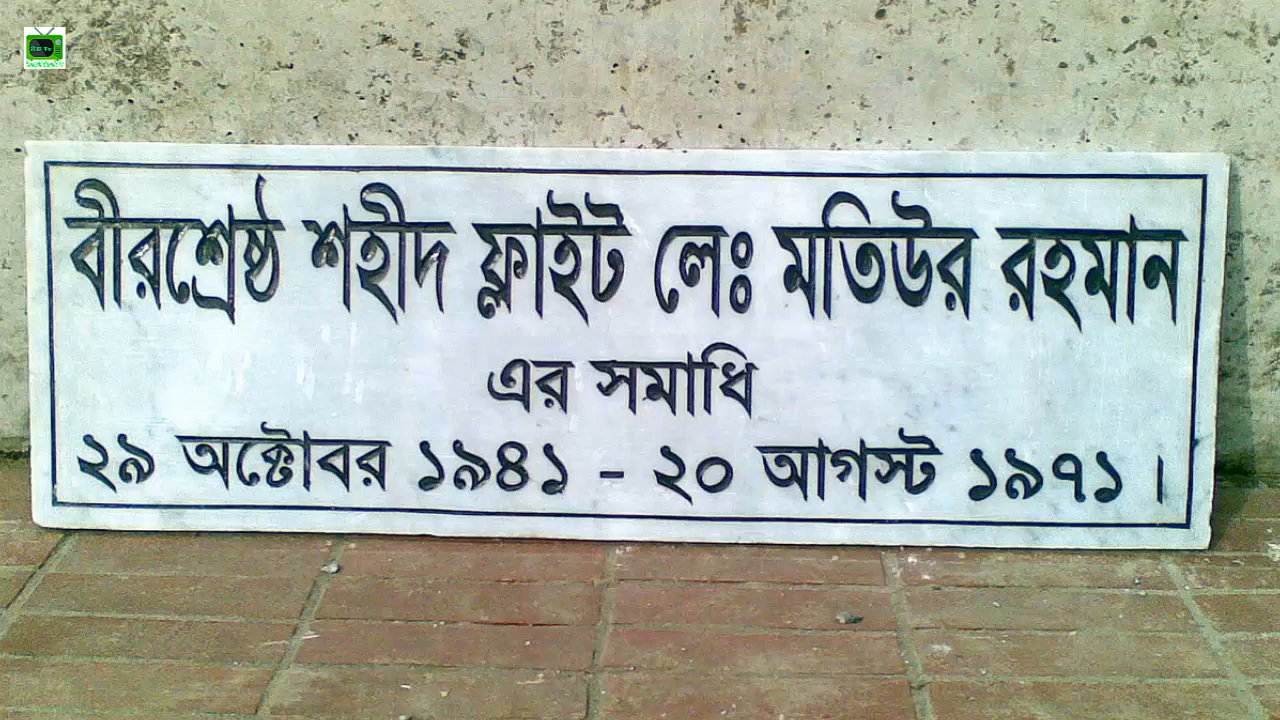 বীরশ্রেষ্ঠ শহীদ ফ্লাইট লেঃ মতিউর রহমান
এর সমাধি
২৯ অক্টোবর ১৯৪১ - ২০ আগস্ট ১৯৭১ ।